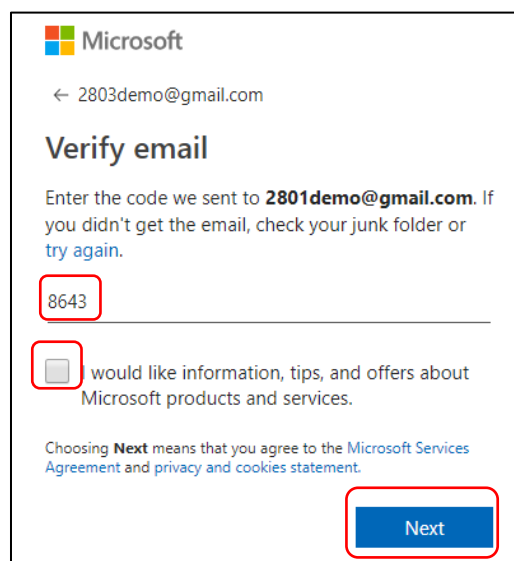 Microsoft
← 2803demo@gmail.com
Verify email
Enter the code we sent to 2801demo@gmail.com. If
you didn't get the email, check your junk folder or
try again.
8643
I would like information, tips, and offers about
Microsoft products and services.
Choosing Next means that you agree to the Microsoft Services
Agreement and privacy and cookies statement.
Next